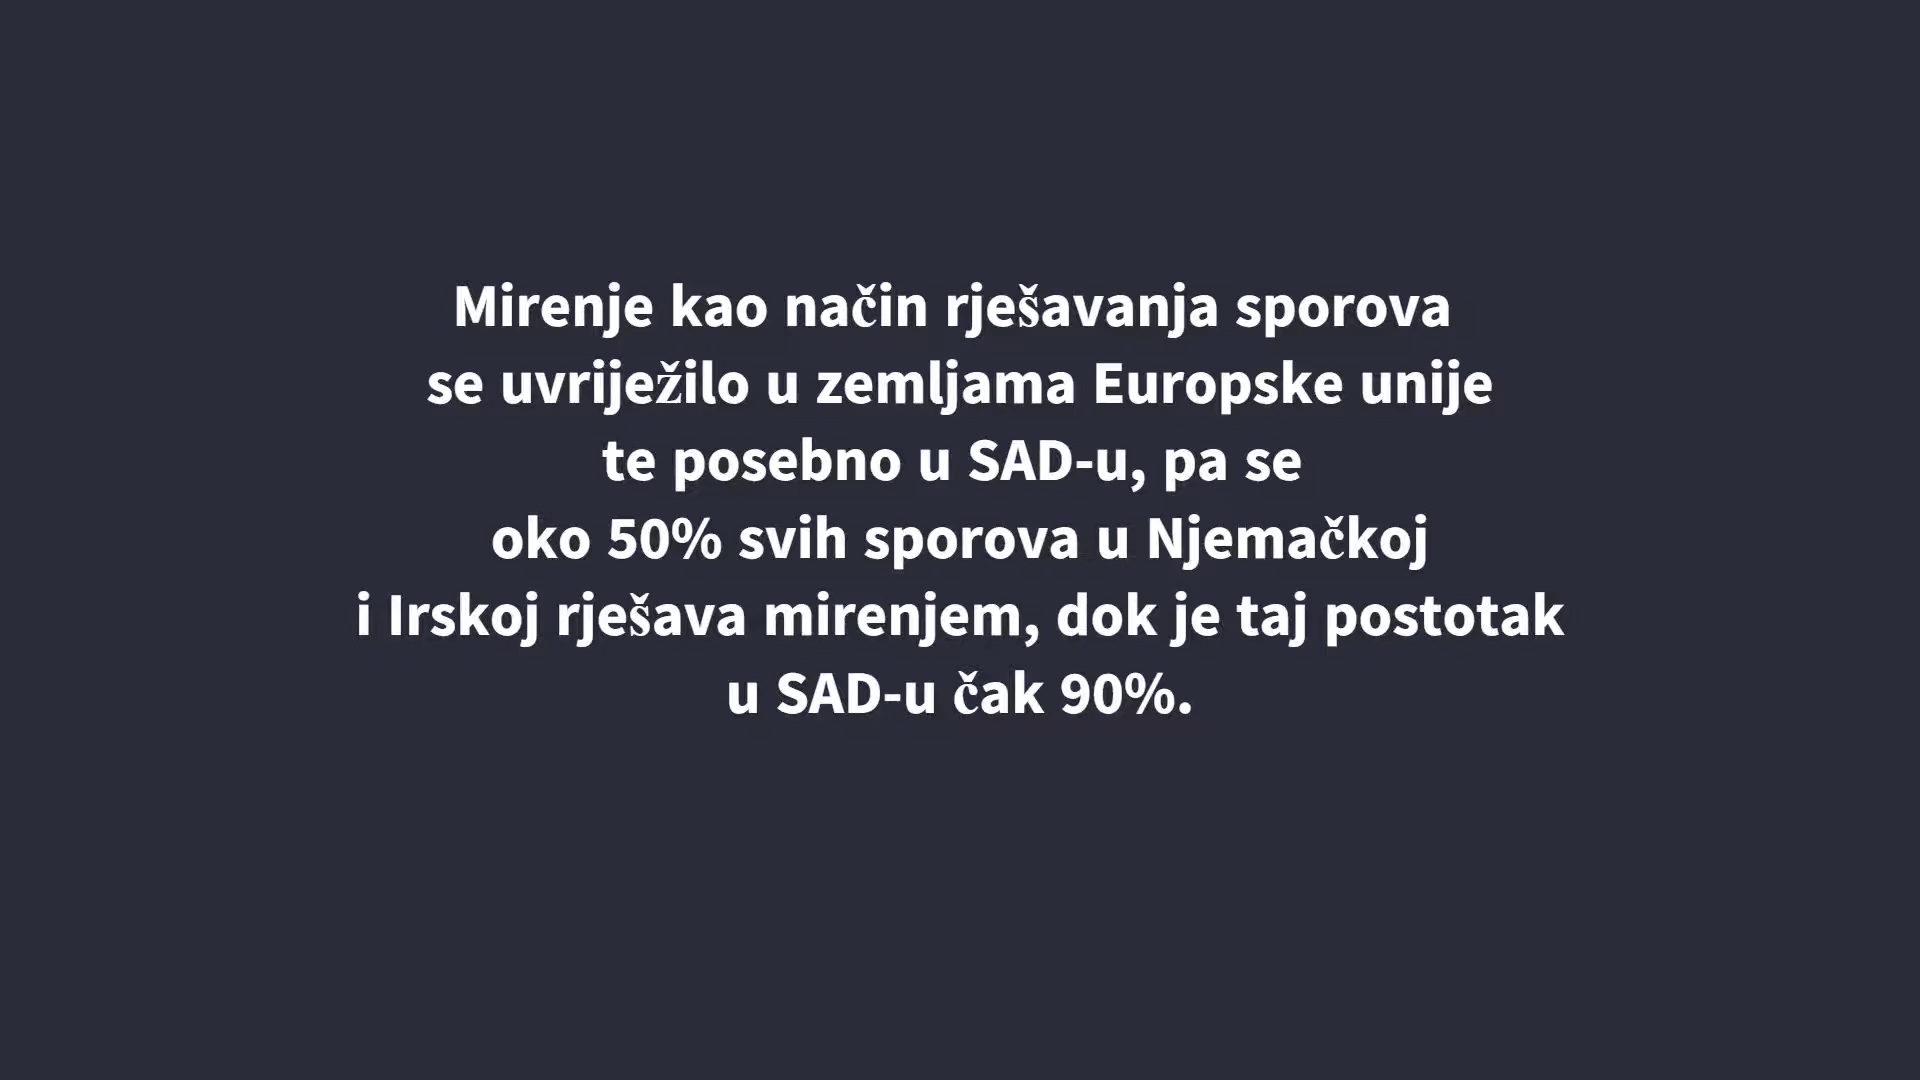 Mirenje kao način rješavanja sporova
se uvriježilo u zemljama Europske unije
te posebno u SAD-u, pa se
oko 50% svih sporova u Njemačkoj
i Irskoj rješava mirenjem, dok je taj postotak
u SAD-u čak 90%.